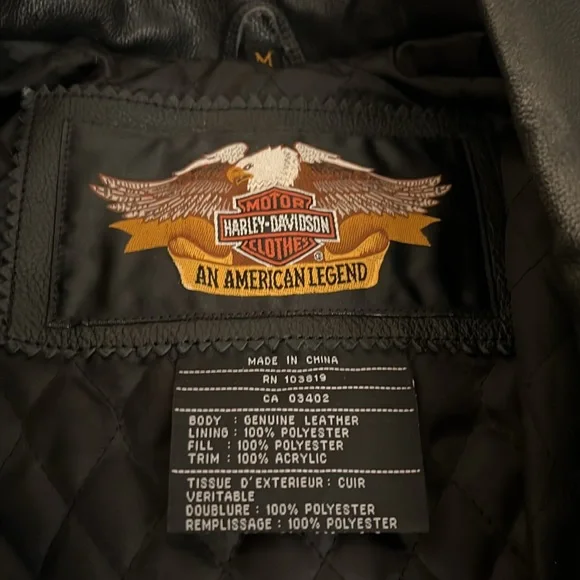 M
MOTOR
HARLEY-DAVIDSON
CLOTHES
®
AN AMERICAN LEGEND
MADE IN CHINA
RN 103819
CA 03402
BODY : GENUINE LEATHER
LINING : 100% POLYESTER
FILL : 100% POLYESTER
TRIM : 100% ACRYLIC
TISSUE D'EXTERIEUR: CUIR
VERITABLE
DOUBLURE : 100% POLYESTER
REMPLISSAGE : 100% POLYESTER